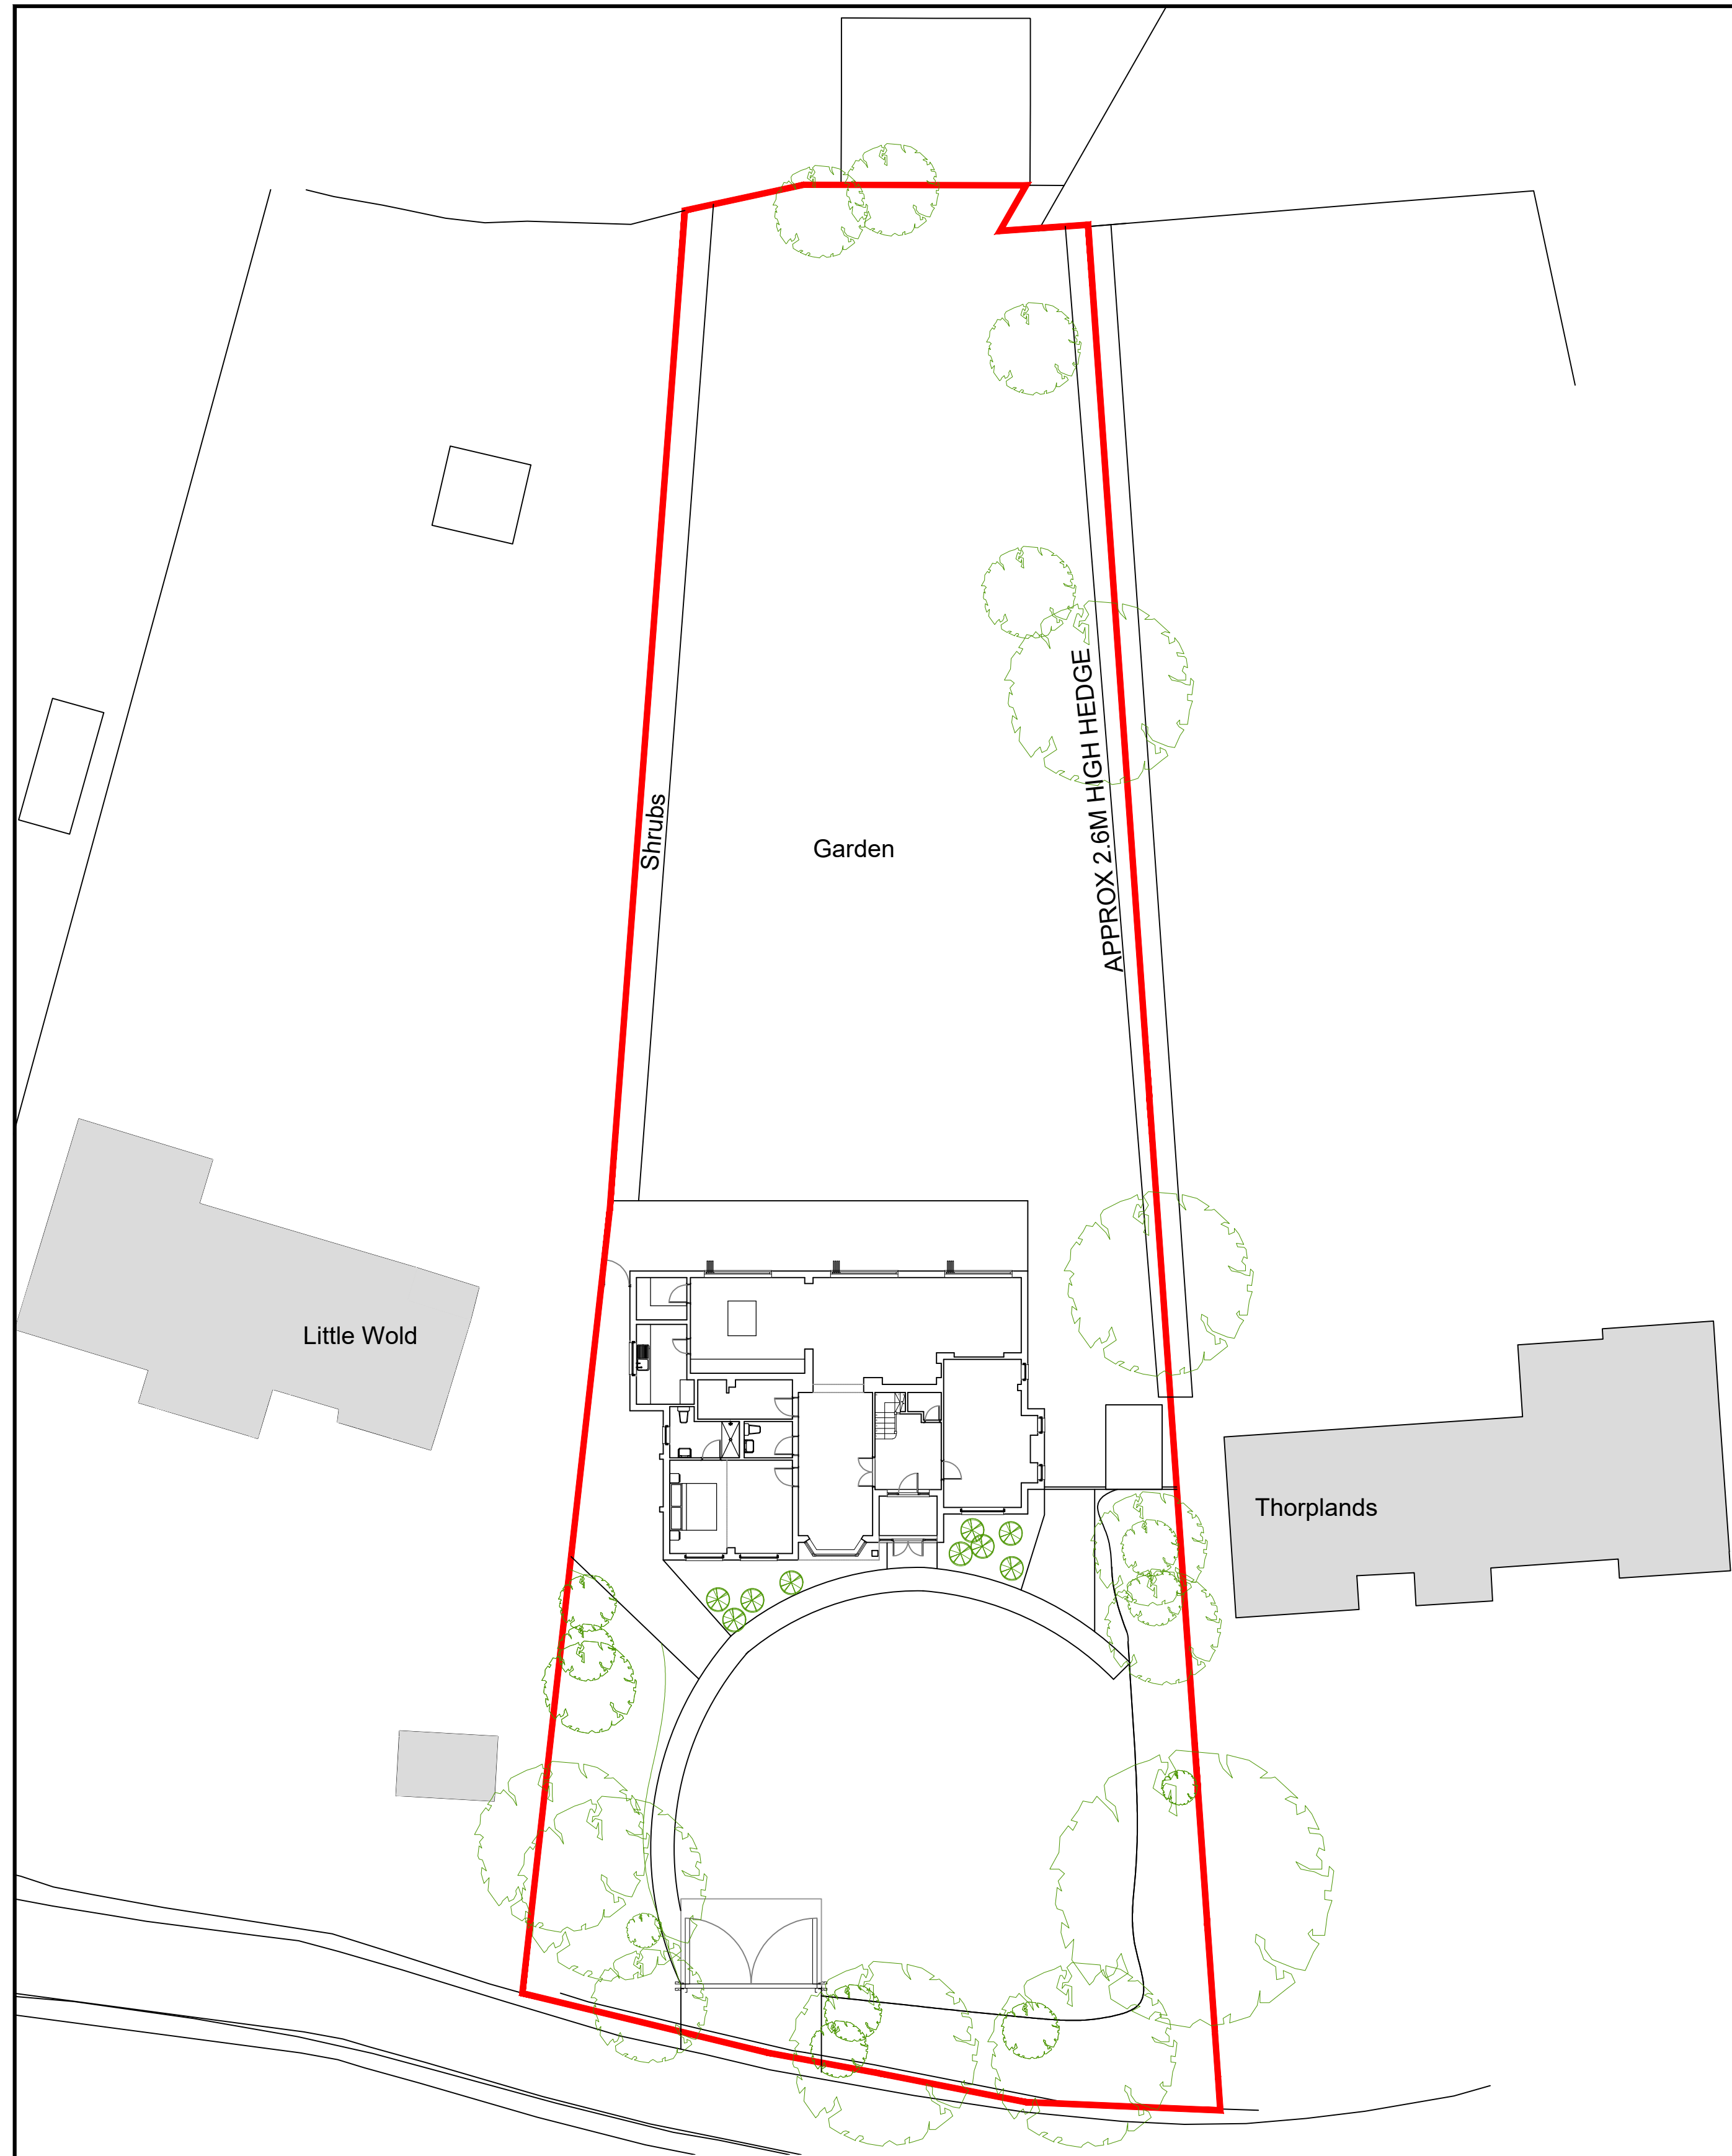 APPROX 2.6M HIGH HEDGE
Shrubs
Garden
Little Wold
Thorplands